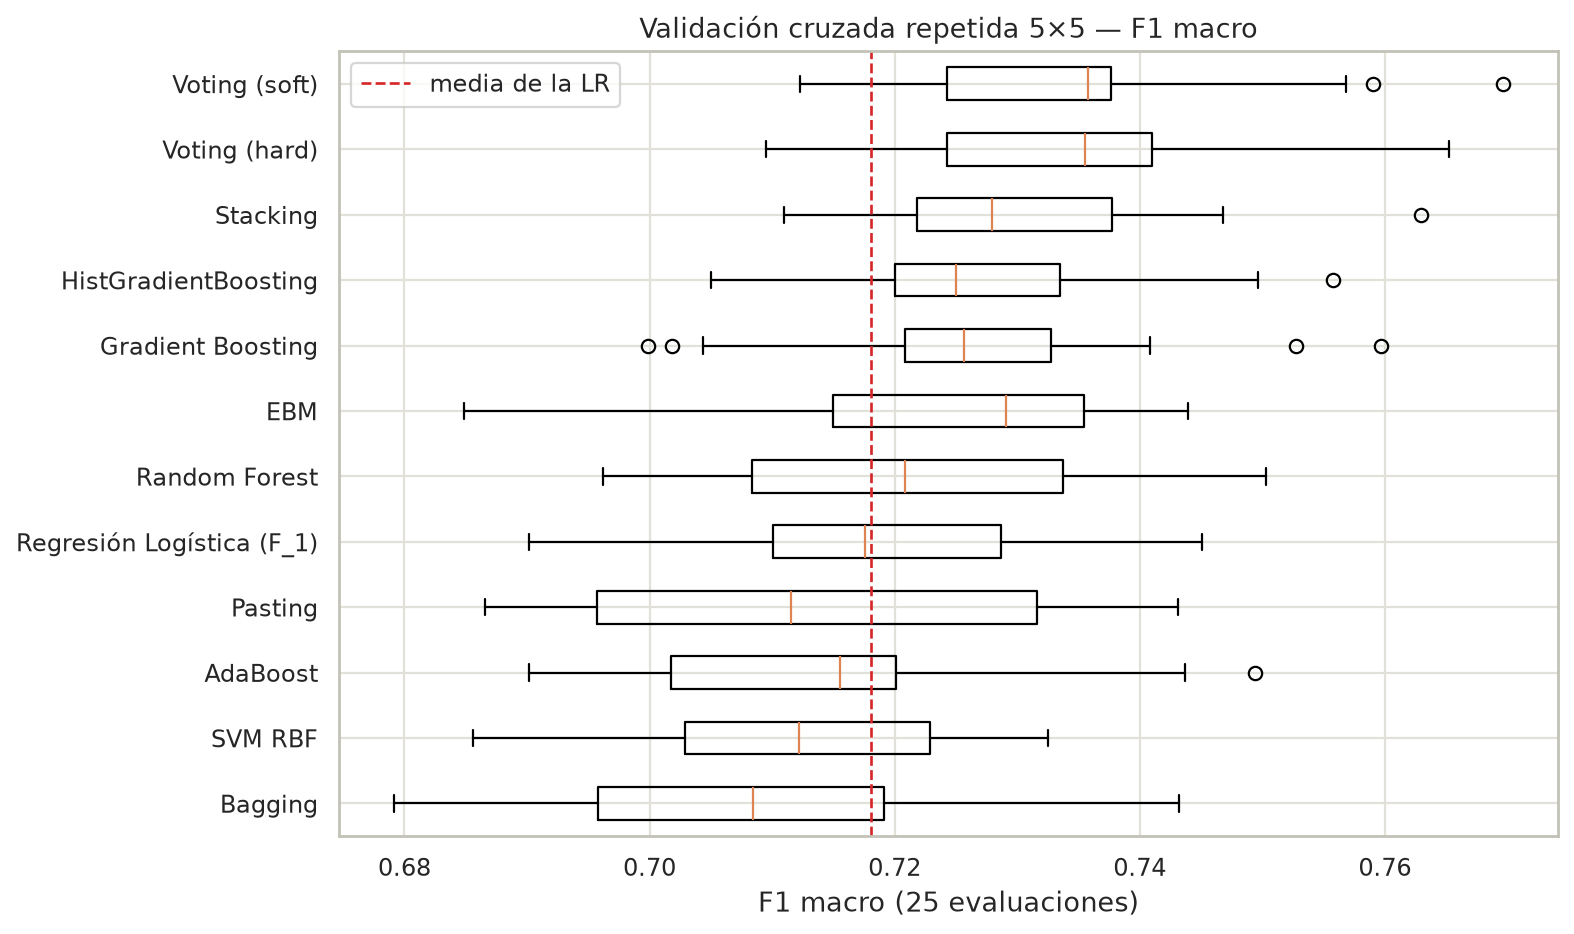 Validación cruzada repetida 5×5 — F1 macro
media de la LR
Voting (soft)
Voting (hard)
Stacking
HistGradientBoosting
Gradient Boosting
EBM
Random Forest
Regresión Logística (F_1)
Pasting
AdaBoost
SVM RBF
Bagging
0.68 0.70 0.72 0.74 0.76
F1 macro (25 evaluaciones)